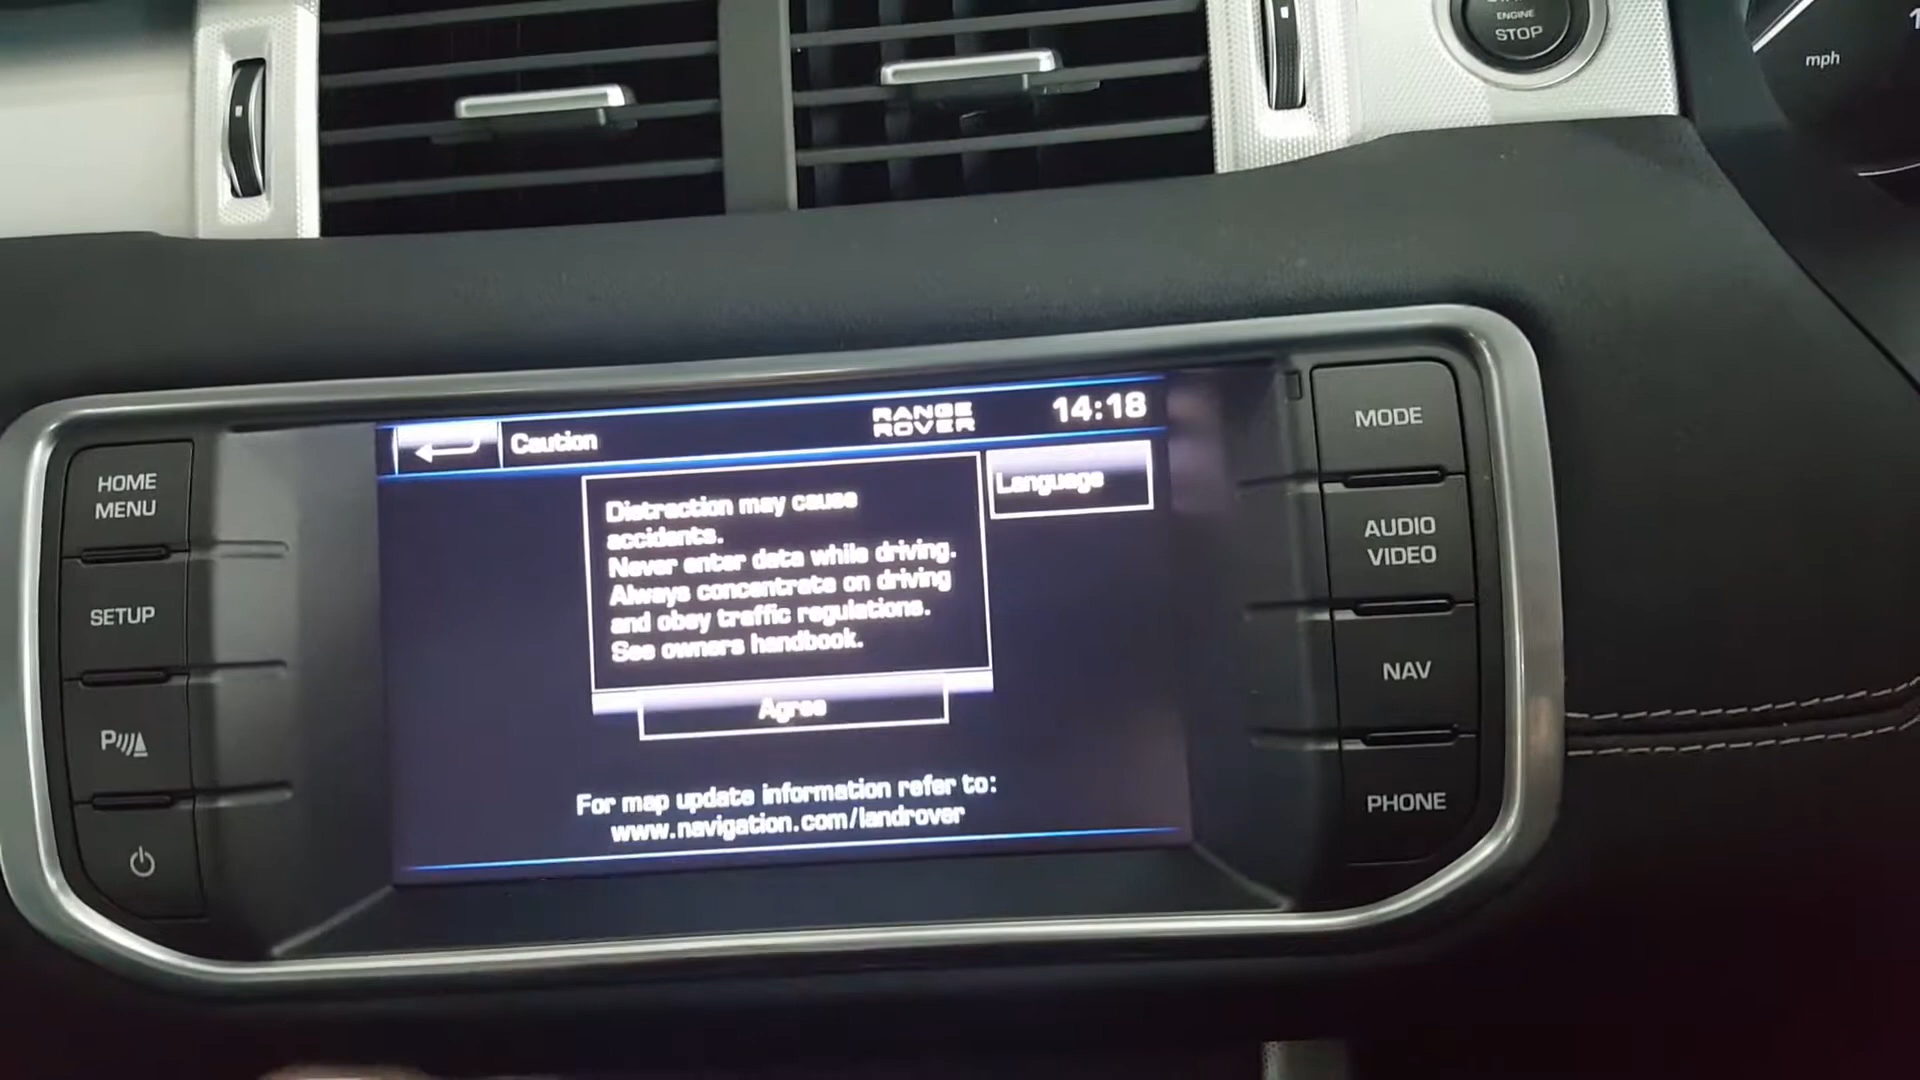 ENGINE
STOP
mph
RANGE
ROVER
14:18
Caution
Language
HOME
MENU
SETUP
P
MODE
AUDIO
VIDEO
NAV
PHONE
Distraction may cause
accidents.
Never enter data while driving.
Always concentrate on driving
and obey traffic regulations.
See owners handbook.
Agree
For map update information refer to:
www.navigation.com/landrover